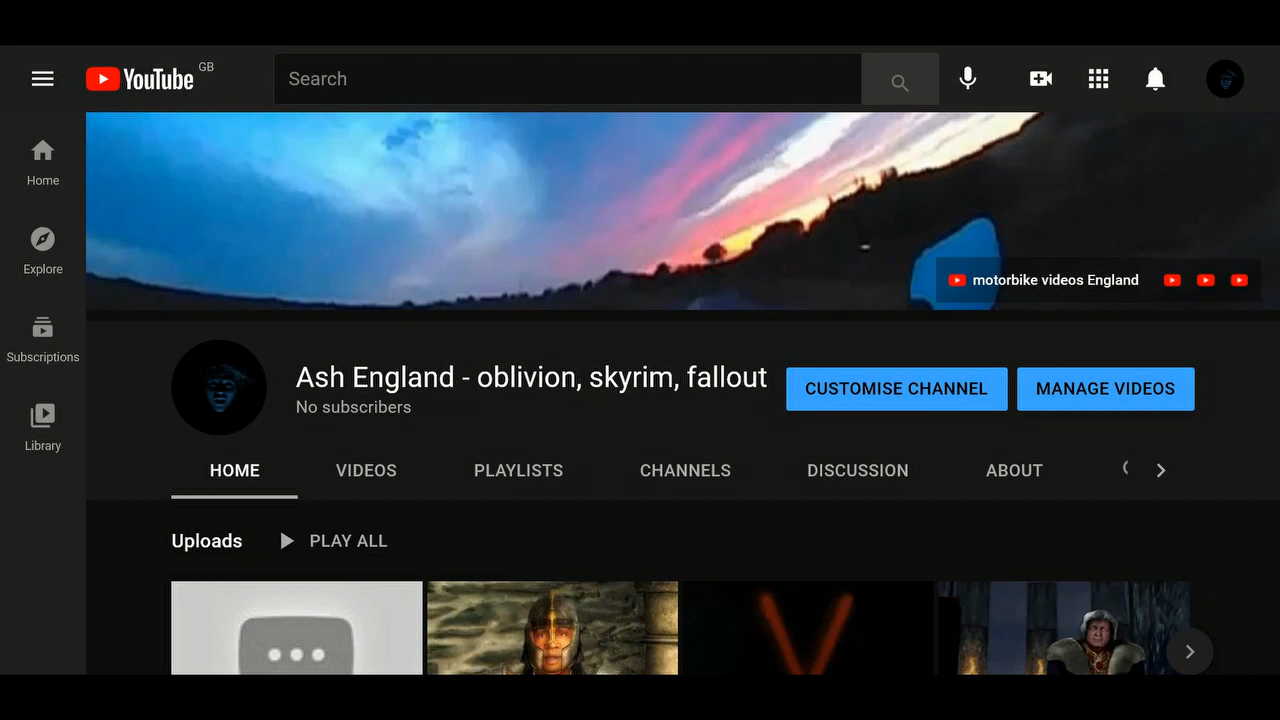 YouTube GB
Search
Home
Explore
Subscriptions
Library
motorbike videos England
Ash England - oblivion, skyrim, fallout
No subscribers
CUSTOMISE CHANNEL
MANAGE VIDEOS
HOME VIDEOS PLAYLISTS CHANNELS DISCUSSION ABOUT
Uploads PLAY ALL